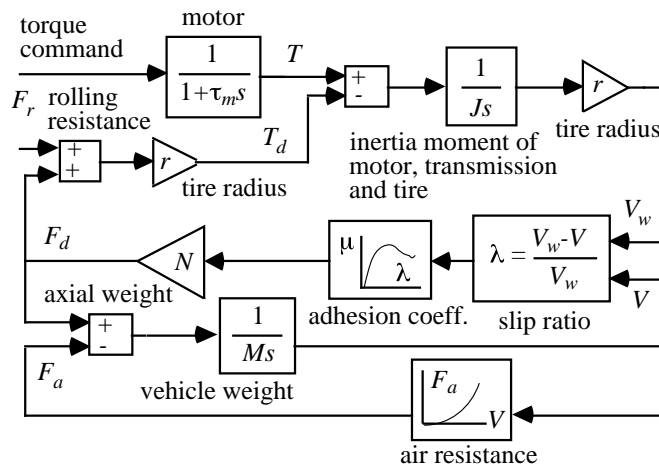 torque
command
motor
1
1+τₘs
T
+
-
1
Js
r
tire radius
F_r
rolling
resistance
+
+
r
tire radius
T_d
inertia moment of
motor, transmission
and tire
F_d
N
axial weight
μ
λ
adhesion coeff.
λ = V_w-V
V_w
slip ratio
V_w
V
+
-
F_a
1
Ms
vehicle weight
F_a
V
air resistance